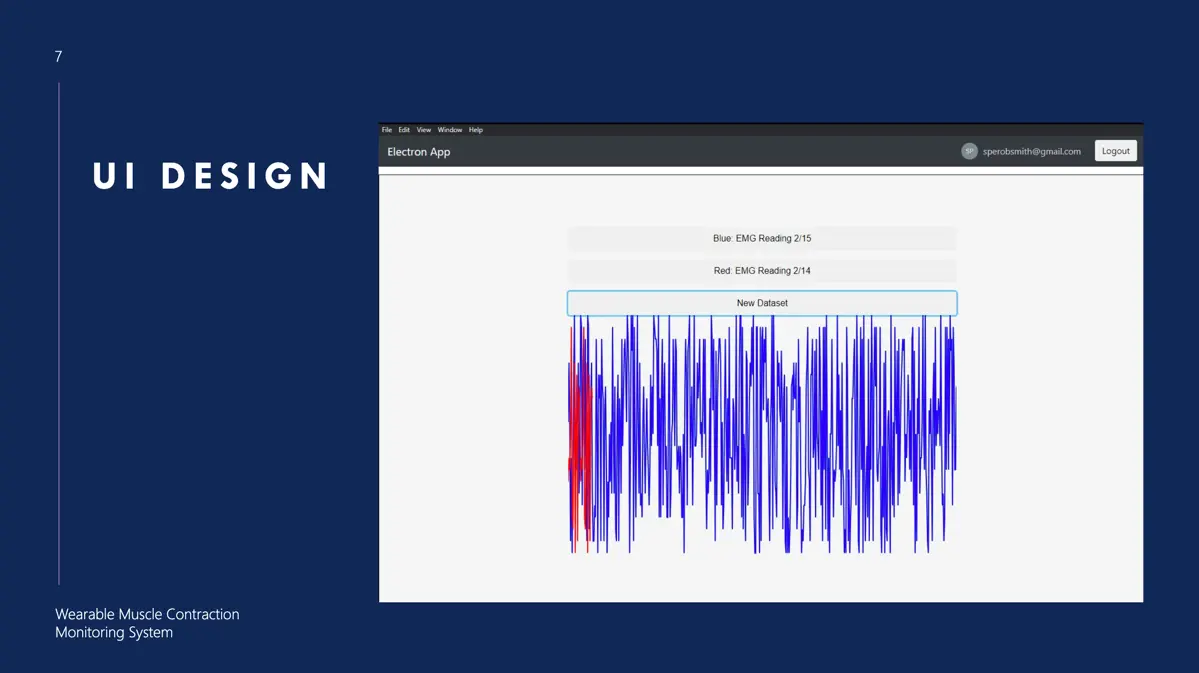 7
UI DESIGN
File Edit View Window Help
Electron App
SP sperobsmith@gmail.com Logout
Blue: EMG Reading 2/15
Red: EMG Reading 2/14
New Dataset
Wearable Muscle Contraction
Monitoring System